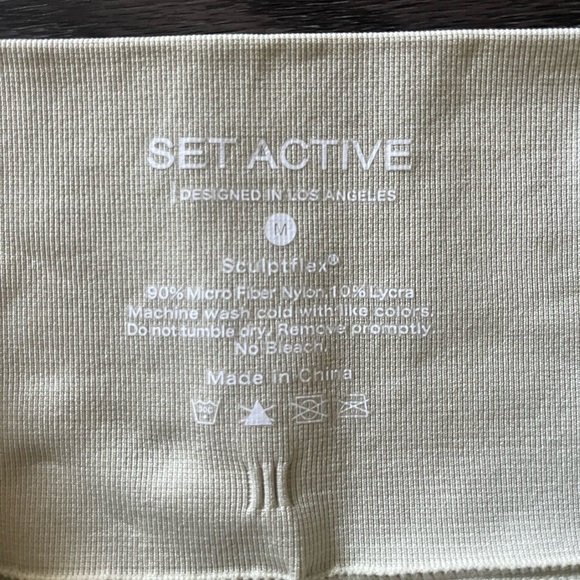 SET ACTIVE
DESIGNED IN LOS ANGELES
M
Sculptflex®
90% Micro Fiber Nylon, 10% Lycra
Machine wash cold with like colors.
Do not tumble dry. Remove promptly.
No Bleach.
Made in China
30C